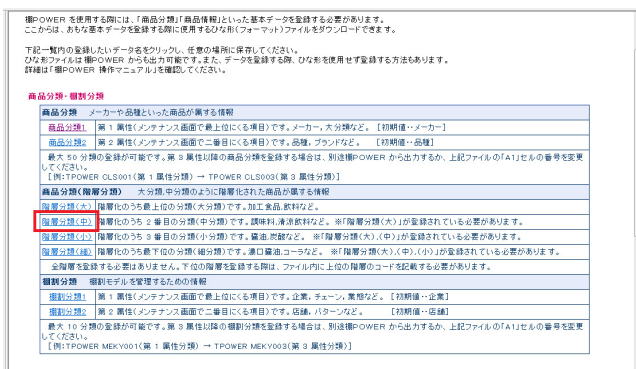 棚POWER を使用する際には、「商品分類」「商品情報」といった基本データを登録する必要があります。
ここからは、おもな基本データを登録する際に使用するひな形(フォーマット)ファイルをダウンロードできます。
下記一覧内の登録したいデータ名をクリックし、任意の場所に保存してください。
ひな形ファイルは 棚POWER からも出力可能です。また、データを登録する際、ひな形を使用せず登録する方法もあります。
詳細は「棚POWER 操作マニュアル」を確認してください。
商品分類・棚割分類
商品分類 メーカーや品種といった商品が属する情報
商品分類1 第 1 属性(メンテナンス画面で最上位にくる項目)です。メーカー, 大分類など。 [初期値‥メーカー]
商品分類2 第 2 属性(メンテナンス画面で二番目にくる項目)です。品種, ブランドなど。 [初期値‥品種]
最大 50 分類の登録が可能です。第 3 属性以降の商品分類を登録する場合は、別途棚POWER から出力するか、上記ファイルの「A1」セルの番号を変更
してください。
[例:TPOWER CLS001(第 1 属性分類) → TPOWER CLS003(第 3 属性分類)]
商品分類(階層分類) 大分類,中分類のように階層化された商品が属する情報
階層分類(大) 階層化のうち最上位の分類(大分類)です。加工食品,飲料など。
階層分類(中) 階層化のうち 2 番目の分類(中分類)です。調味料,清涼飲料など。 ※「階層分類(大)」が登録されている必要があります。
階層分類(小) 階層化のうち 3 番目の分類(小分類)です。醤油,炭酸など。 ※「階層分類(大),(中)」が登録されている必要があります。
階層分類(細) 階層化のうち最下位の分類(細分類)です。濃口醤油,コーラなど。 ※「階層分類(大),(中),(小)」が登録されている必要があります。
全階層を登録する必要はありません。下位の階層を登録する際は、ファイル内に上位の階層のコードを記載する必要があります。
棚割分類 棚割モデルを管理するための情報
棚割分類1 第 1 属性(メンテナンス画面で最上位にくる項目)です。企業, チェーン, 業態など。 [初期値‥企業]
棚割分類2 第 2 属性(メンテナンス画面で二番目にくる項目)です。店舗, パターンなど。 [初期値‥店舗]
最大 10 分類の登録が可能です。第 3 属性以降の棚割分類を登録する場合は、別途棚POWER から出力するか、上記ファイルの「A1」セルの番号を変更
してください。
[例:TPOWER MEKY001(第 1 属性分類) → TPOWER MEKY003(第 3 属性分類)]